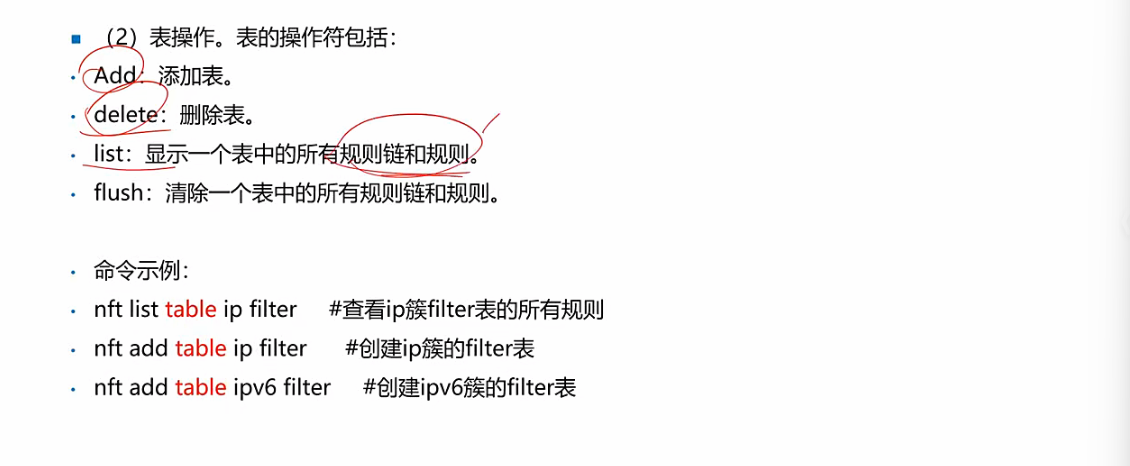 （2）表操作。表的操作符包括：
Add：添加表。
delete：删除表。
list：显示一个表中的所有规则链和规则。
flush：清除一个表中的所有规则链和规则。
命令示例：
nft list table ip filter #查看ip簇filter表的所有规则
nft add table ip filter #创建ip簇的filter表
nft add table ipv6 filter #创建ipv6簇的filter表